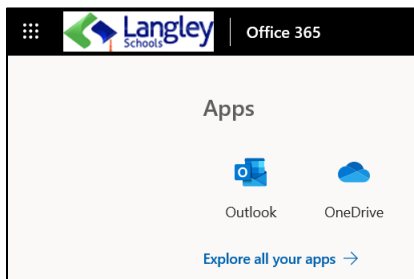 Langley
Schools
Office 365
Apps
Outlook
OneDrive
Explore all your apps →